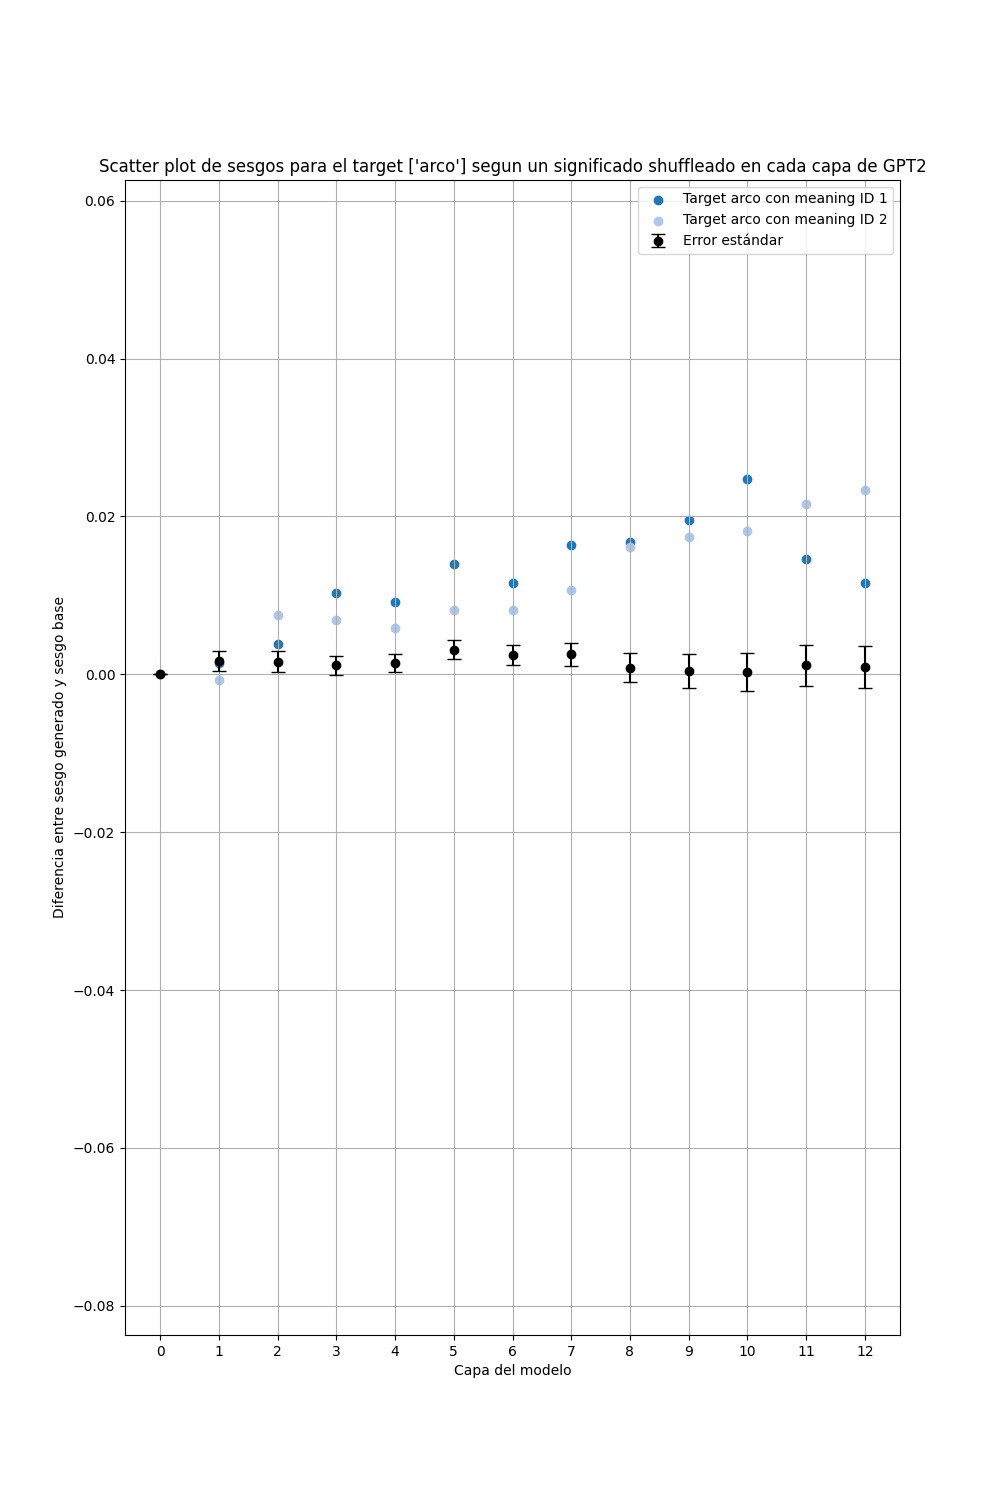 Scatter plot de sesgos para el target ['arco'] segun un significado shuffleado en cada capa de GPT2
Target arco con meaning ID 1
Target arco con meaning ID 2
Error estándar
0.06
0.04
0.02
0.00
−0.02
−0.04
−0.06
−0.08
Diferencia entre sesgo generado y sesgo base
0 1 2 3 4 5 6 7 8 9 10 11 12
Capa del modelo